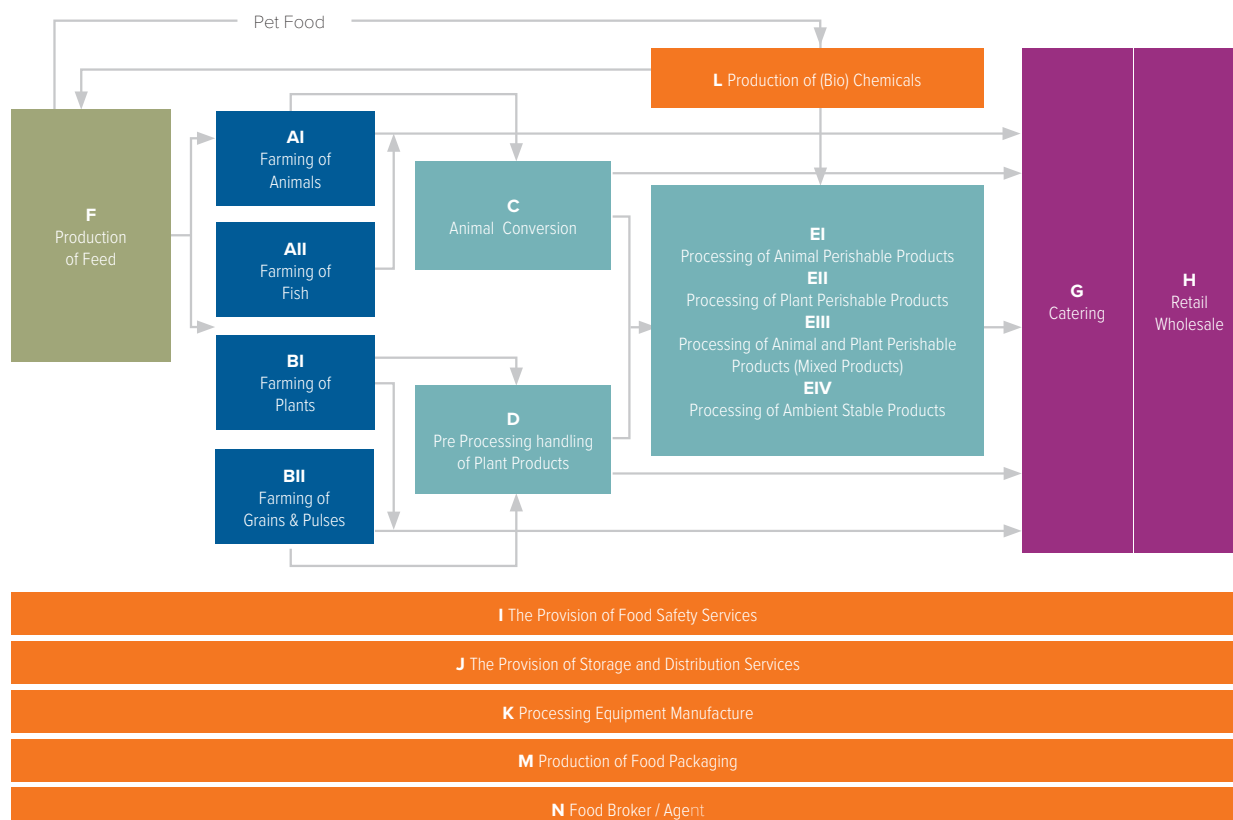 Pet Food
L Production of (Bio) Chemicals
F
Production
of Feed
AI
Farming of
Animals
AII
Farming of
Fish
BI
Farming of
Plants
BII
Farming of
Grains & Pulses
C
Animal Conversion
D
Pre Processing handling
of Plant Products
EI
Processing of Animal Perishable Products
EII
Processing of Plant Perishable Products
EIII
Processing of Animal and Plant Perishable
Products (Mixed Products)
EIV
Processing of Ambient Stable Products
G
Catering
H
Retail
Wholesale
I The Provision of Food Safety Services
J The Provision of Storage and Distribution Services
K Processing Equipment Manufacture
M Production of Food Packaging
N Food Broker / Agent